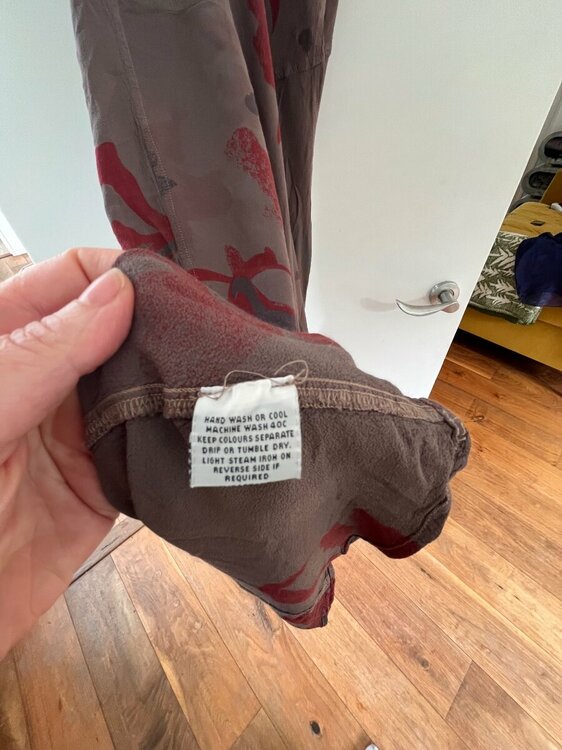 HAND WASH OR COOL
MACHINE WASH 40C
KEEP COLOURS SEPARATE
DRIP OR TUMBLE DRY.
LIGHT STEAM IRON ON
REVERSE SIDE IF
REQUIRED